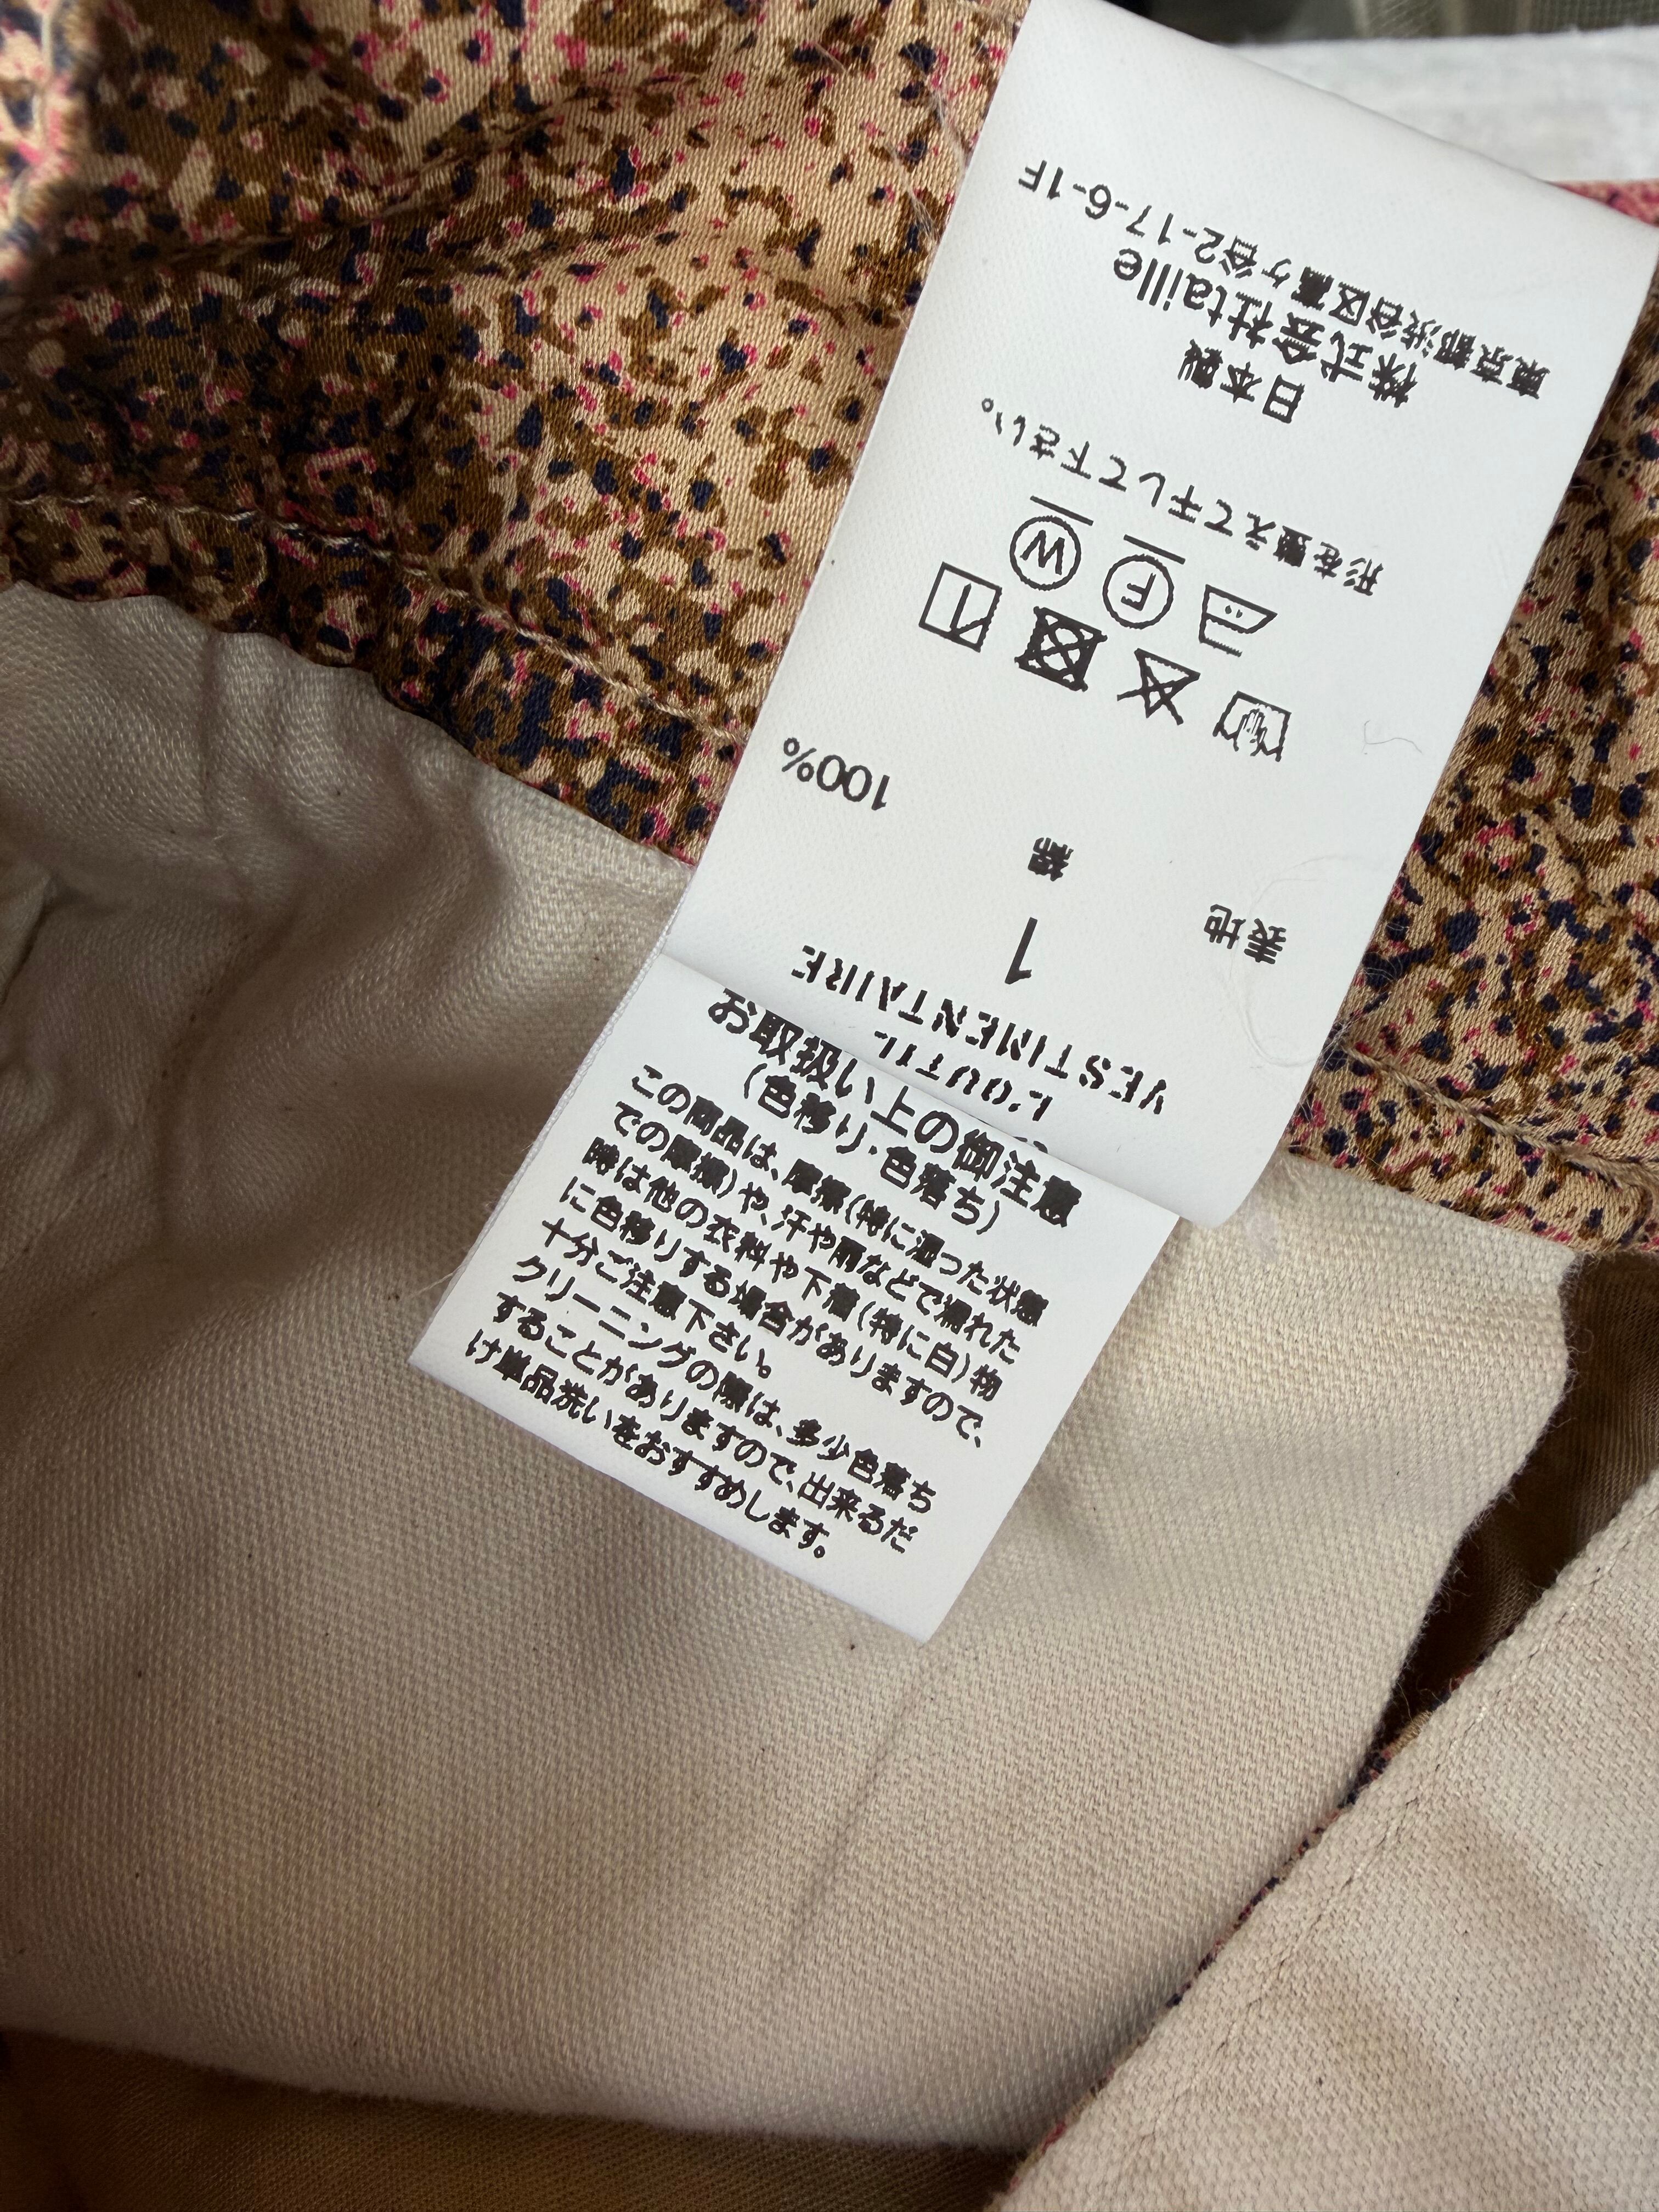 L'OUTIL
VESTIMENTAIRE
1
表地
綿
100%
形を整えて干して下さい。
日本製
株式会社taille
東京都渋谷区富ケ谷2-17-6-1F
お取扱い上の御注意
(色移り・色落ち)
この商品は、摩擦(特に湿った状態
での摩擦)や、汗や雨などで濡れた
時は他の衣料や下着(特に白)物
に色移りする場合がありますので、
十分ご注意下さい。
クリーニングの際は、多少色落ち
することがありますので、出来るだ
け単品洗いをおすすめします。